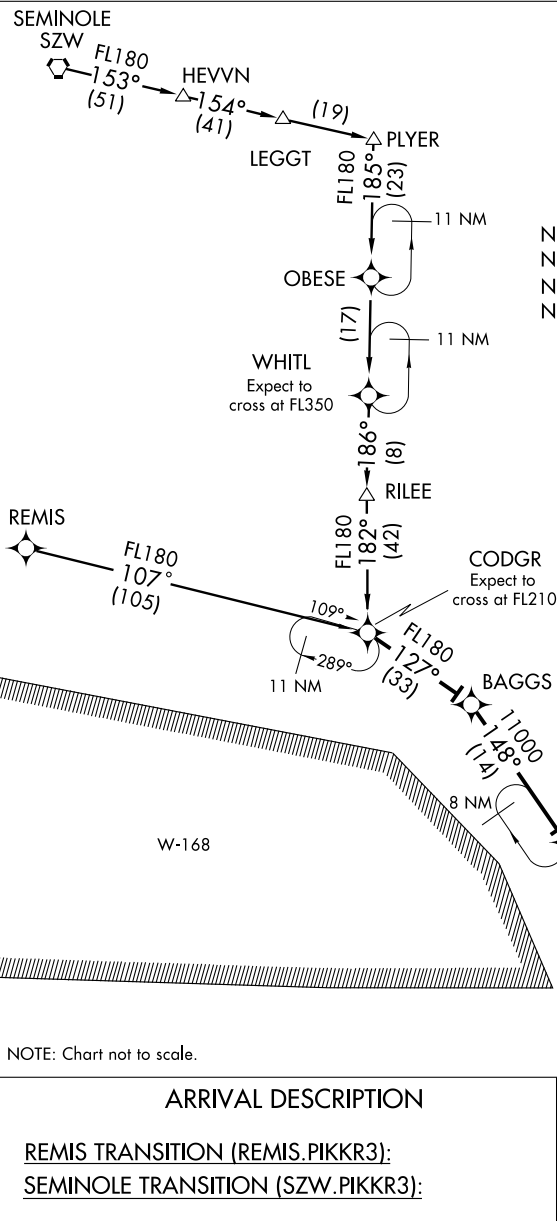 SEMINOLE
SZW
FL180
153°
(51)
HEVVN
154°
(41)
LEGGT
(19)
PLYER
FL180
185°
(23)
11 NM
OBESE
N
N
N
N
(17)
11 NM
WHITL
Expect to
cross at FL350
186°
(8)
RILEE
REMIS
FL180
107°
(105)
FL180
182°
(42)
CODGR
Expect to
cross at FL210
109°
289°
11 NM
FL180
127°
(33)
BAGGS
11000
148°
(14)
8 NM
W-168
NOTE: Chart not to scale.
ARRIVAL DESCRIPTION
REMIS TRANSITION (REMIS.PIKKR3):
SEMINOLE TRANSITION (SZW.PIKKR3):